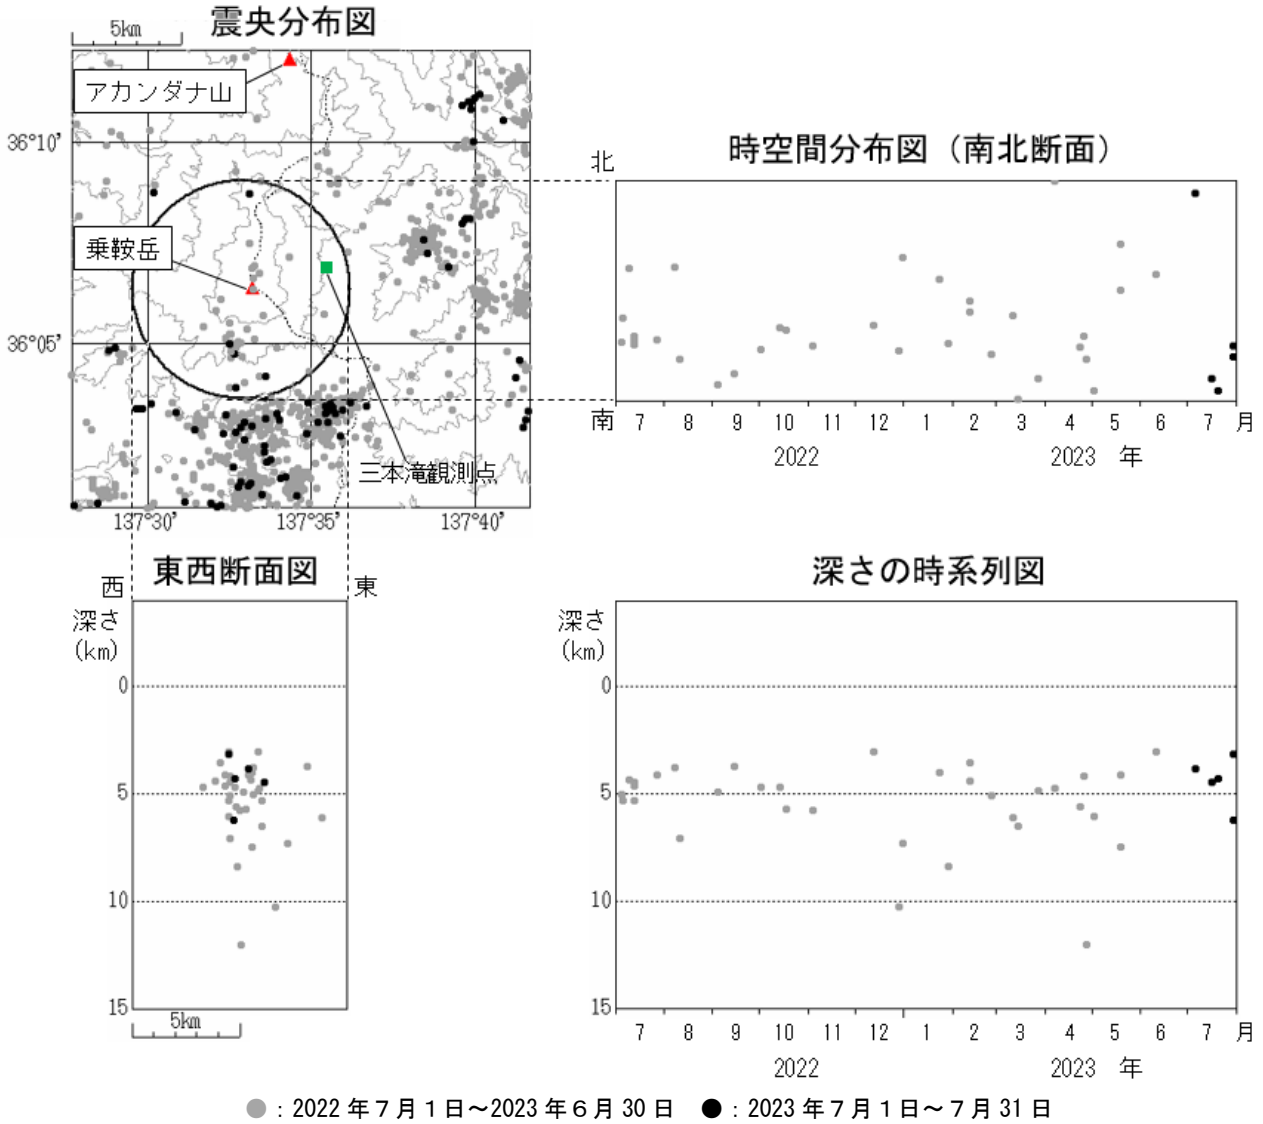 5km
震央分布図
アカンダナ山
36°10'
乗鞍岳
36°05'
三本滝観測点
137°30'
137°35'
137°40'
時空間分布図（南北断面）
北
南
7
8
9
10
11
12
1
2
3
4
5
6
7
月
2022
2023
年
東西断面図
西
東
深さ
(km)
0
5
10
15
5km
深さの時系列図
深さ
(km)
0
5
10
15
7
8
9
10
11
12
1
2
3
4
5
6
7
月
2022
2023
年
●：2022年７月１日～2023年６月30日　●：2023年７月１日～７月31日